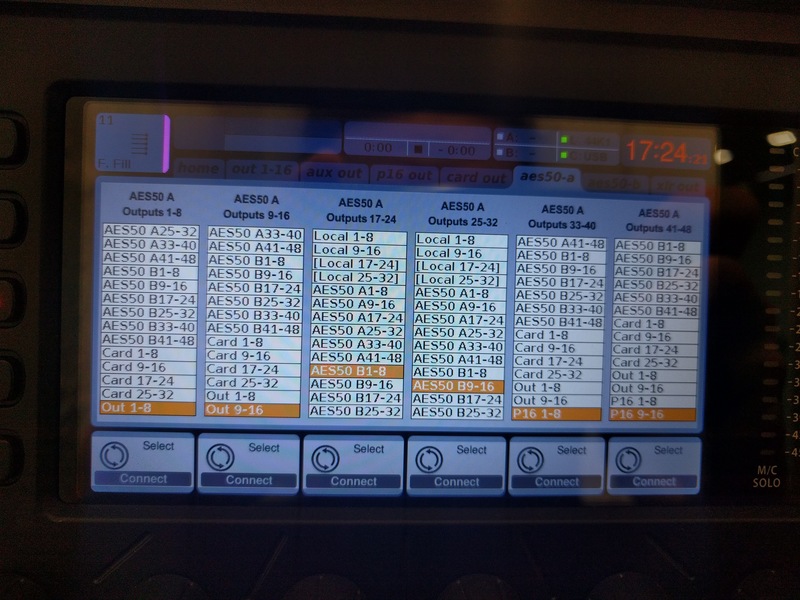 11
F. Fill
0:00
- 0:00
A: -
B: -
17:24:21
home
out 1-16
aux out
p16 out
card out
aes50-a
aes50-b
xlr out
AES50 A
Outputs 1-8
AES50 A25-32
AES50 A33-40
AES50 A41-48
AES50 B1-8
AES50 B9-16
AES50 B17-24
AES50 B25-32
AES50 B33-40
AES50 B41-48
Card 1-8
Card 9-16
Card 17-24
Card 25-32
Out 1-8
AES50 A
Outputs 9-16
AES50 A33-40
AES50 A41-48
AES50 B1-8
AES50 B9-16
AES50 B17-24
AES50 B25-32
AES50 B33-40
AES50 B41-48
Card 1-8
Card 9-16
Card 17-24
Card 25-32
Out 1-8
Out 9-16
AES50 A
Outputs 17-24
Local 1-8
Local 9-16
[Local 17-24]
[Local 25-32]
AES50 A1-8
AES50 A9-16
AES50 A17-24
AES50 A25-32
AES50 A33-40
AES50 A41-48
AES50 B1-8
AES50 B9-16
AES50 B17-24
AES50 B25-32
AES50 A
Outputs 25-32
Local 1-8
Local 9-16
[Local 17-24]
[Local 25-32]
AES50 A1-8
AES50 A9-16
AES50 A17-24
AES50 A25-32
AES50 A33-40
AES50 A41-48
AES50 B1-8
AES50 B9-16
AES50 B17-24
AES50 B25-32
AES50 A
Outputs 33-40
AES50 A41-48
AES50 B1-8
AES50 B9-16
AES50 B17-24
AES50 B25-32
AES50 B33-40
AES50 B41-48
Card 1-8
Card 9-16
Card 17-24
Card 25-32
Out 1-8
Out 9-16
P16 1-8
AES50 A
Outputs 41-48
AES50 B1-8
AES50 B9-16
AES50 B17-24
AES50 B25-32
AES50 B33-40
AES50 B41-48
Card 1-8
Card 9-16
Card 17-24
Card 25-32
Out 1-8
Out 9-16
P16 1-8
P16 9-16
Select
Connect
Select
Connect
Select
Connect
Select
Connect
Select
Connect
Select
Connect
M/C
SOLO